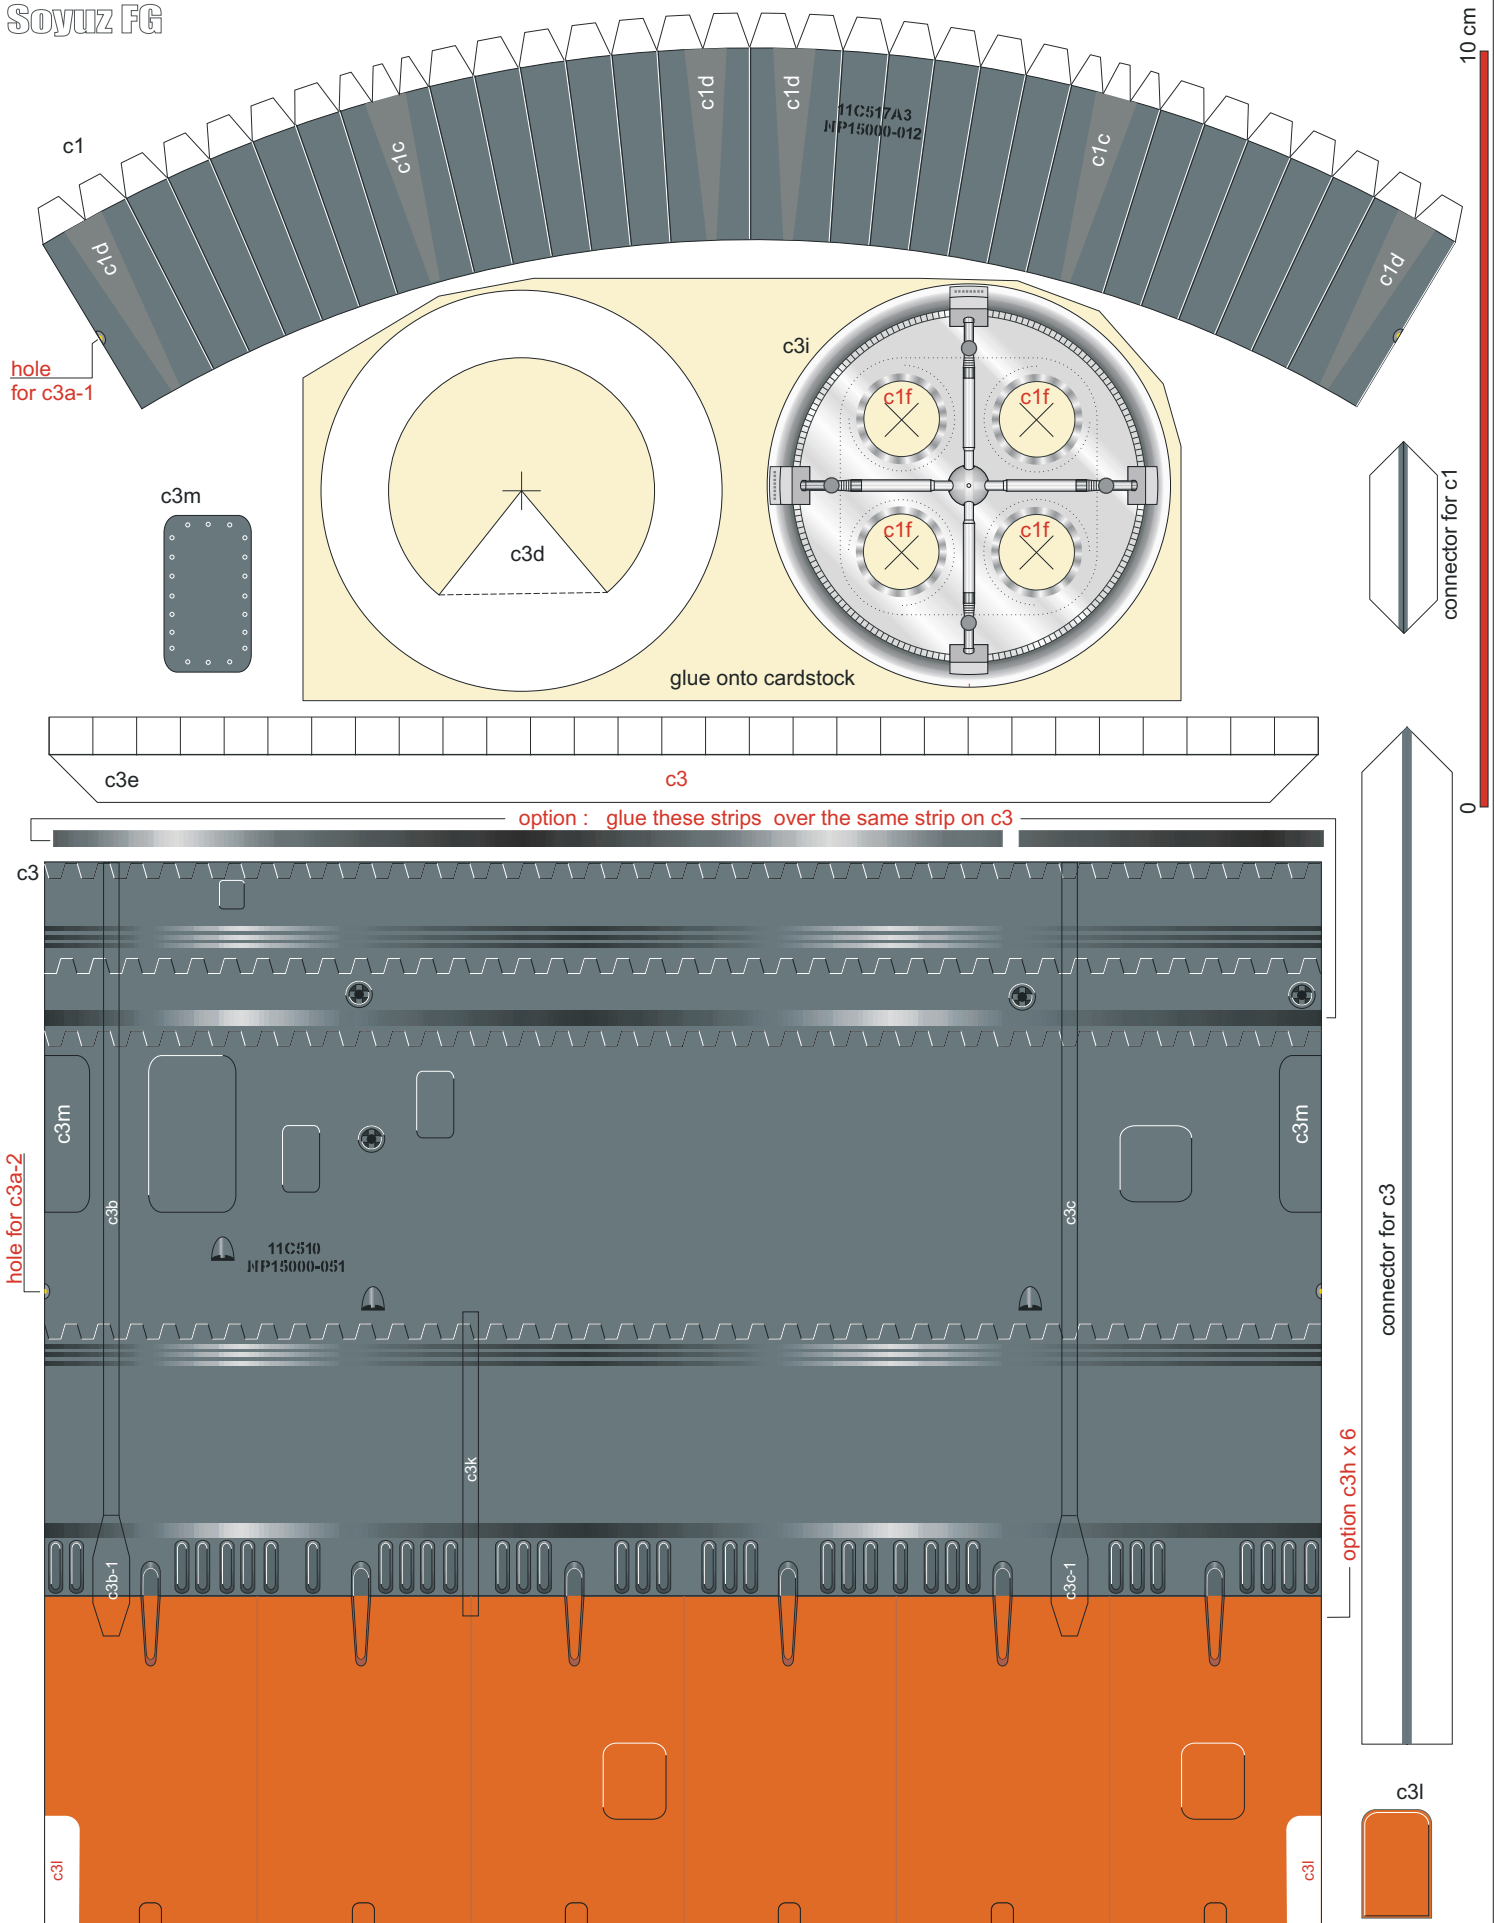 Soyuz FG
10 cm
c1
c1d
c1c
c1d
c1d
11C517A3
MP15000-012
c1c
c1d
hole
for c3a-1
c3i
c1f
c1f
c1f
c1f
c3m
c3d
connector for c1
glue onto cardstock
c3e
c3
0
option : glue these strips over the same strip on c3
c3
c3m
c3m
c3b
c3c
hole for c3a-2
11C510
MP15000-051
connector for c3
c3k
option c3h x 6
c3b-1
c3c-1
c3l
c3l
c3l